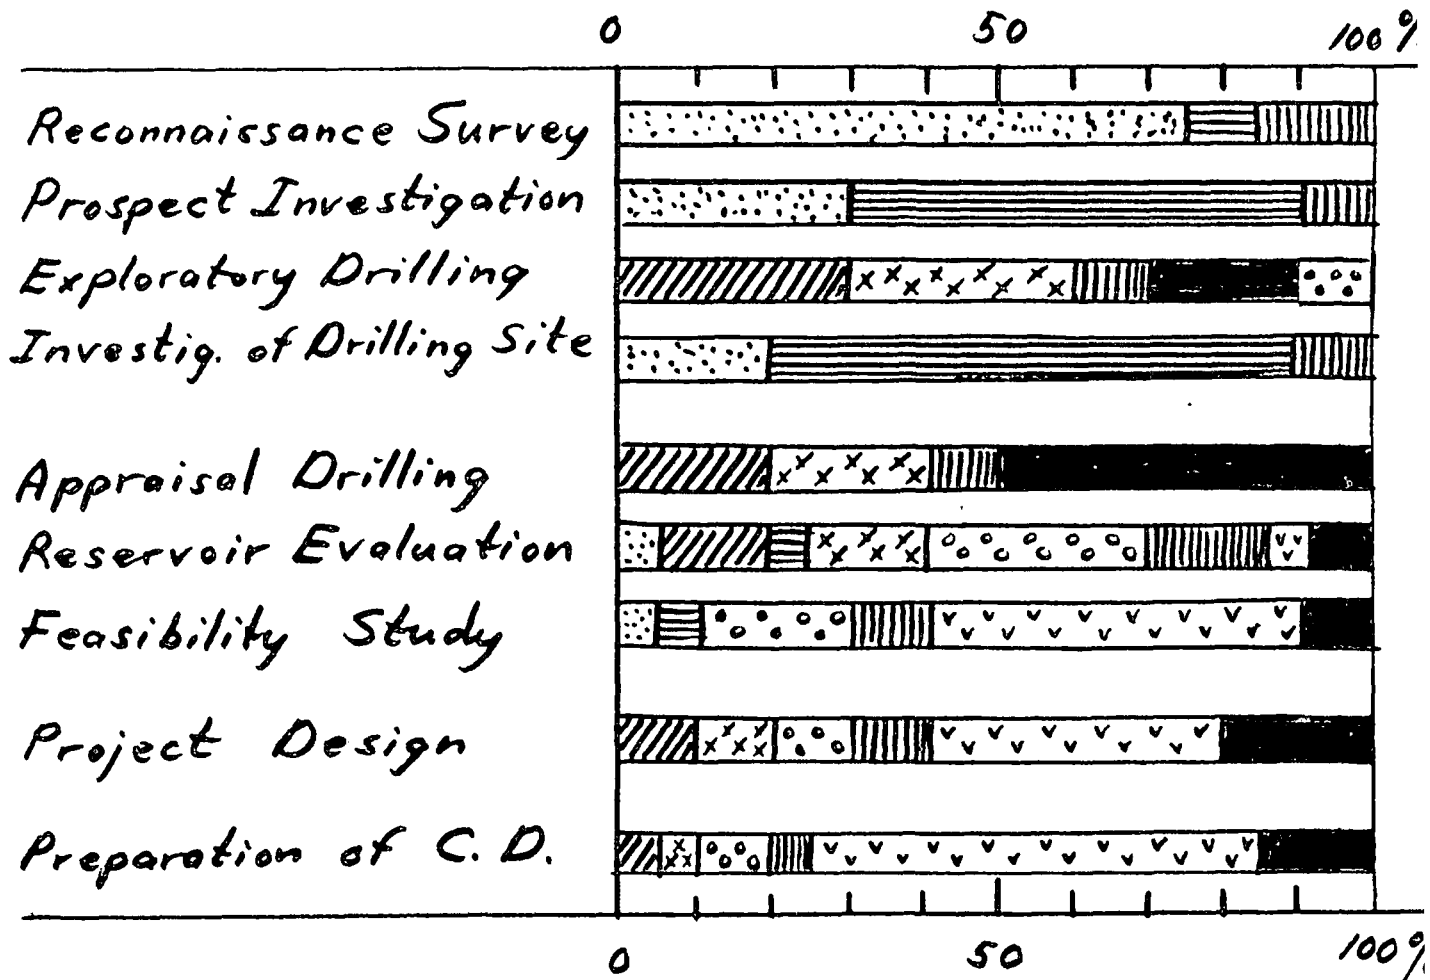 0 50 100%
Reconnaissance Survey
Prospect Investigation
Exploratory Drilling
Investig. of Drilling Site
Appraisal Drilling
Reservoir Evaluation
Feasibility Study
Project Design
Preparation of C.D.
0 50 100%